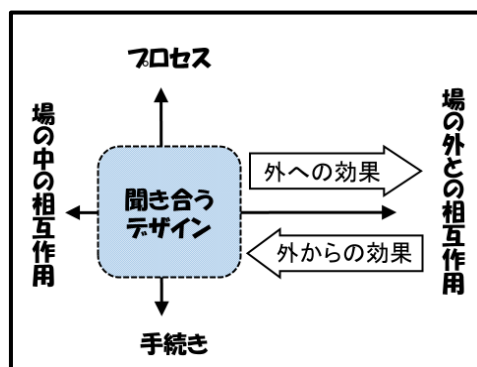 プロセス
場の中の相互作用
聞き合う
デザイン
外への効果
外からの効果
場の外との相互作用
手続き